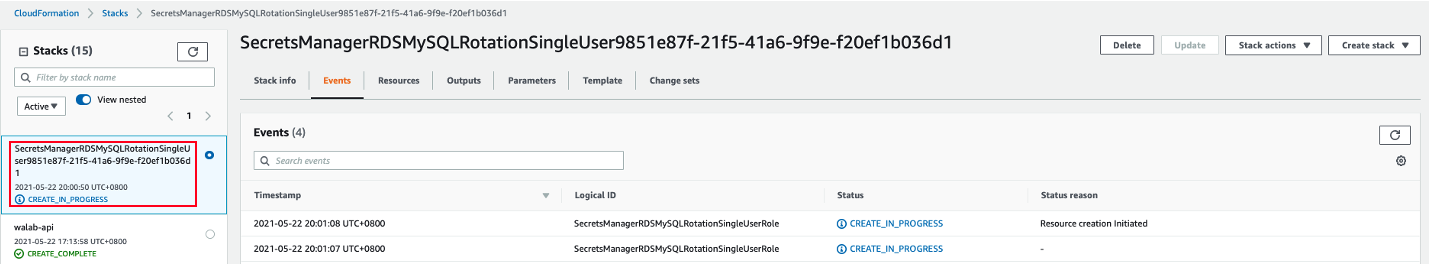 CloudFormation > Stacks > SecretsManagerRDSMySQLRotationSingleUser9851e87f-21f5-41a6-9f9e-f20ef1b036d1
Stacks (15)
Filter by stack name
Active
View nested
1
SecretsManagerRDSMySQLRotationSingleU
ser9851e87f-21f5-41a6-9f9e-f20ef1b036d
1
2021-05-22 20:00:50 UTC+0800
CREATE_IN_PROGRESS
walab-api
2021-05-22 17:13:58 UTC+0800
CREATE_COMPLETE
SecretsManagerRDSMySQLRotationSingleUser9851e87f-21f5-41a6-9f9e-f20ef1b036d1
Delete Update Stack actions Create stack
Stack info Events Resources Outputs Parameters Template Change sets
Events (4)
Search events
Timestamp Logical ID Status Status reason
2021-05-22 20:01:08 UTC+0800 SecretsManagerRDSMySQLRotationSingleUserRole CREATE_IN_PROGRESS Resource creation Initiated
2021-05-22 20:01:07 UTC+0800 SecretsManagerRDSMySQLRotationSingleUserRole CREATE_IN_PROGRESS -